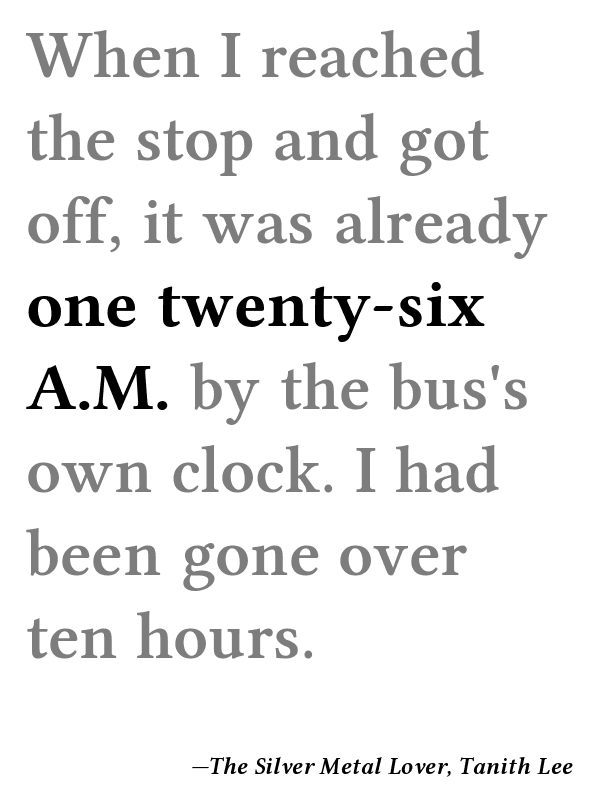 When I reached
the stop and got
off, it was already
one twenty-six
A.M. by the bus's
own clock. I had
been gone over
ten hours.
—The Silver Metal Lover, Tanith Lee